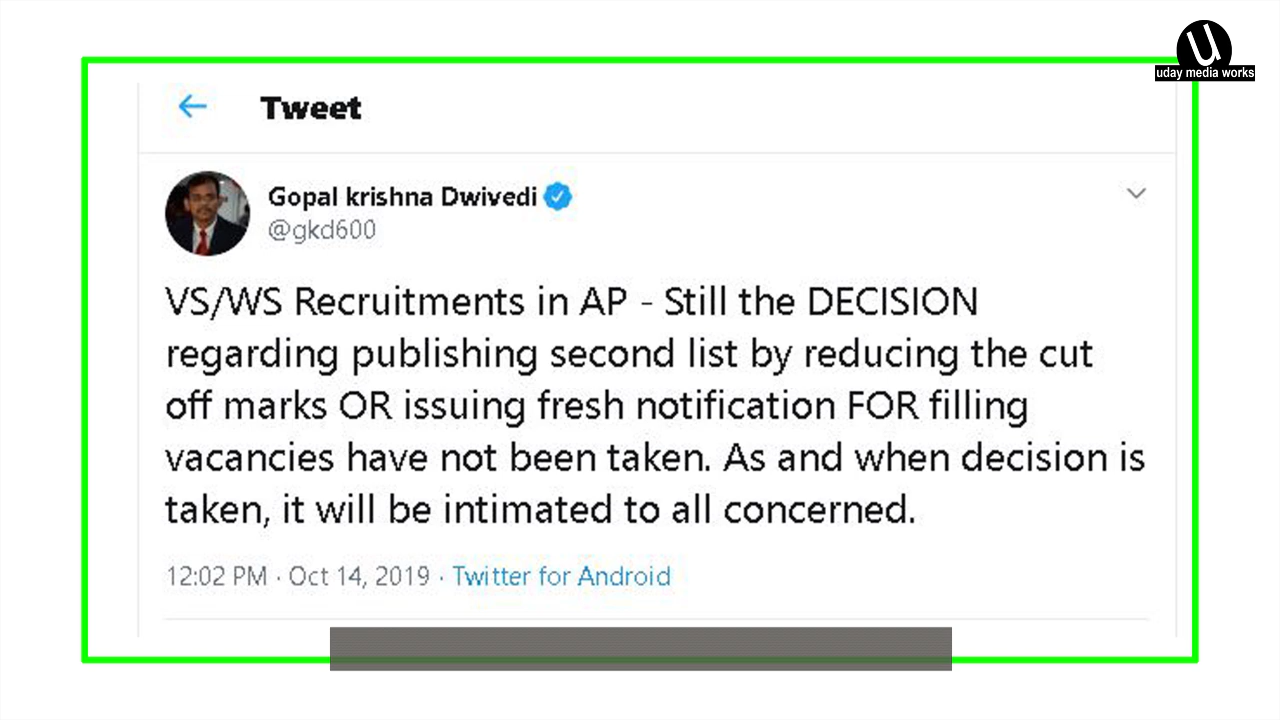 U
uday media works
Tweet
Gopal krishna Dwivedi
@gkd600
VS/WS Recruitments in AP - Still the DECISION
regarding publishing second list by reducing the cut
off marks OR issuing fresh notification FOR filling
vacancies have not been taken. As and when decision is
taken, it will be intimated to all concerned.
12:02 PM · Oct 14, 2019 · Twitter for Android